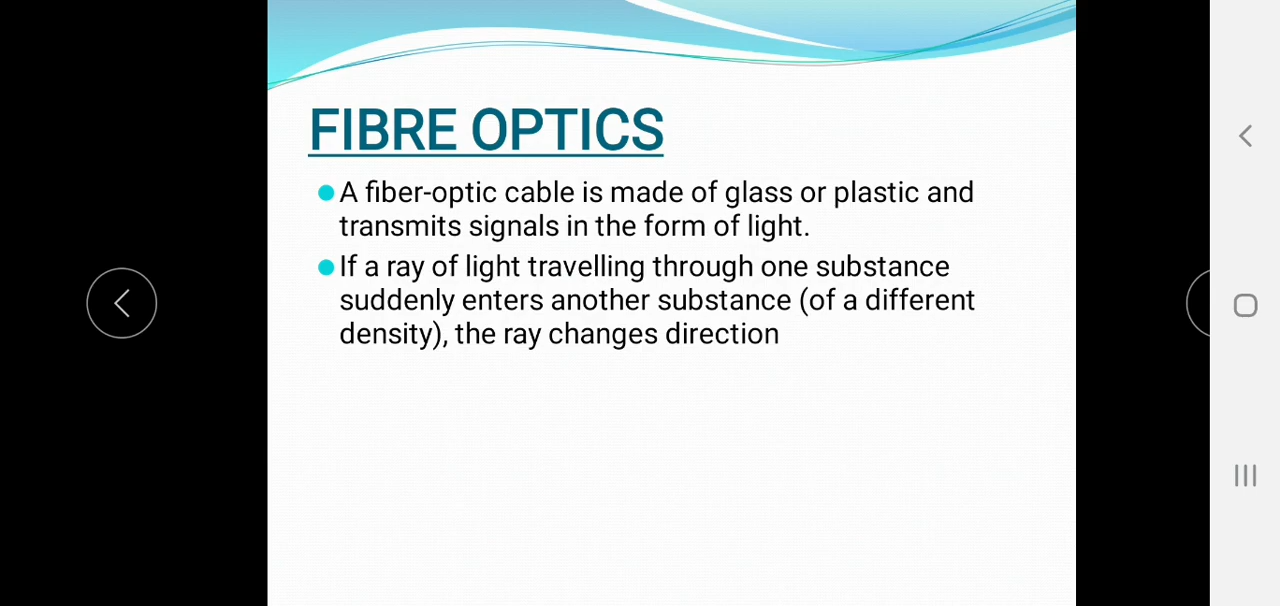 FIBRE OPTICS
A fiber-optic cable is made of glass or plastic and
transmits signals in the form of light.
If a ray of light travelling through one substance
suddenly enters another substance (of a different
density), the ray changes direction